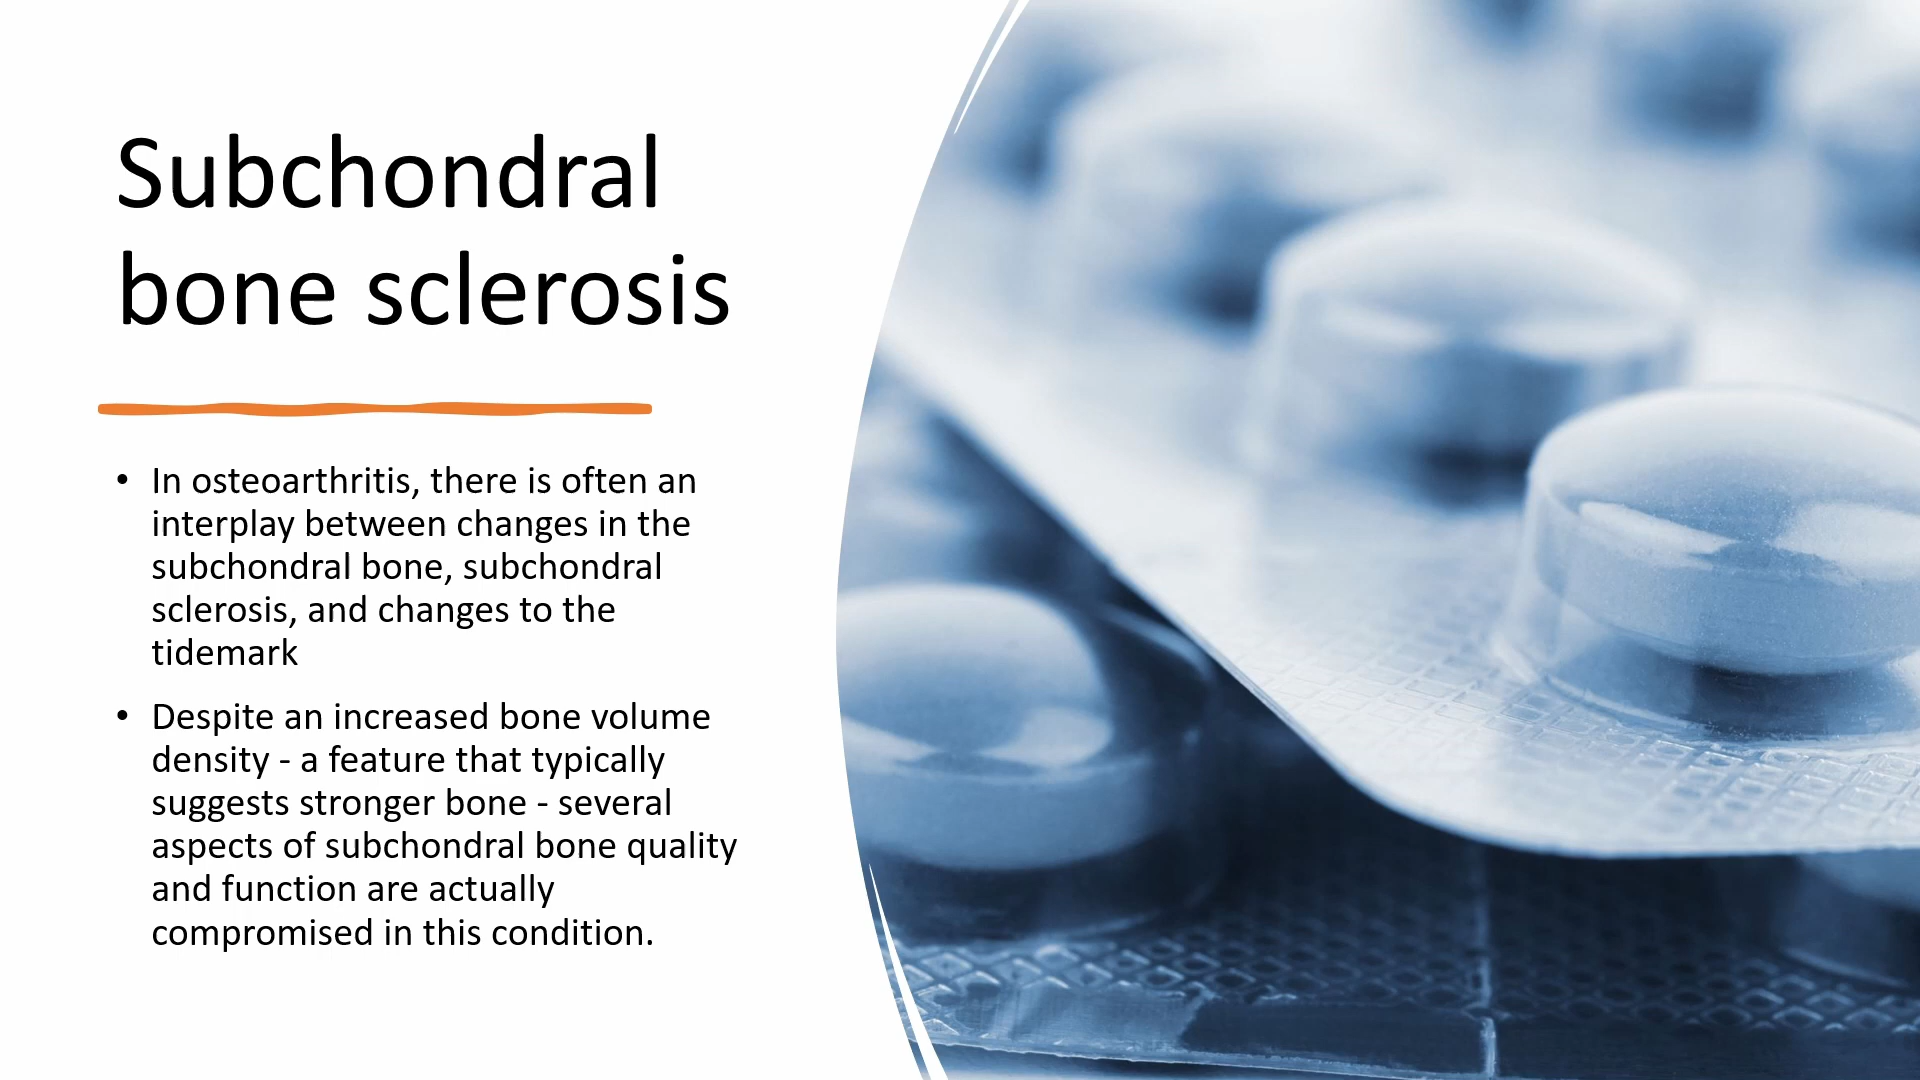 Subchondral
bone sclerosis
• In osteoarthritis, there is often an
interplay between changes in the
subchondral bone, subchondral
sclerosis, and changes to the
tidemark
• Despite an increased bone volume
density - a feature that typically
suggests stronger bone - several
aspects of subchondral bone quality
and function are actually
compromised in this condition.